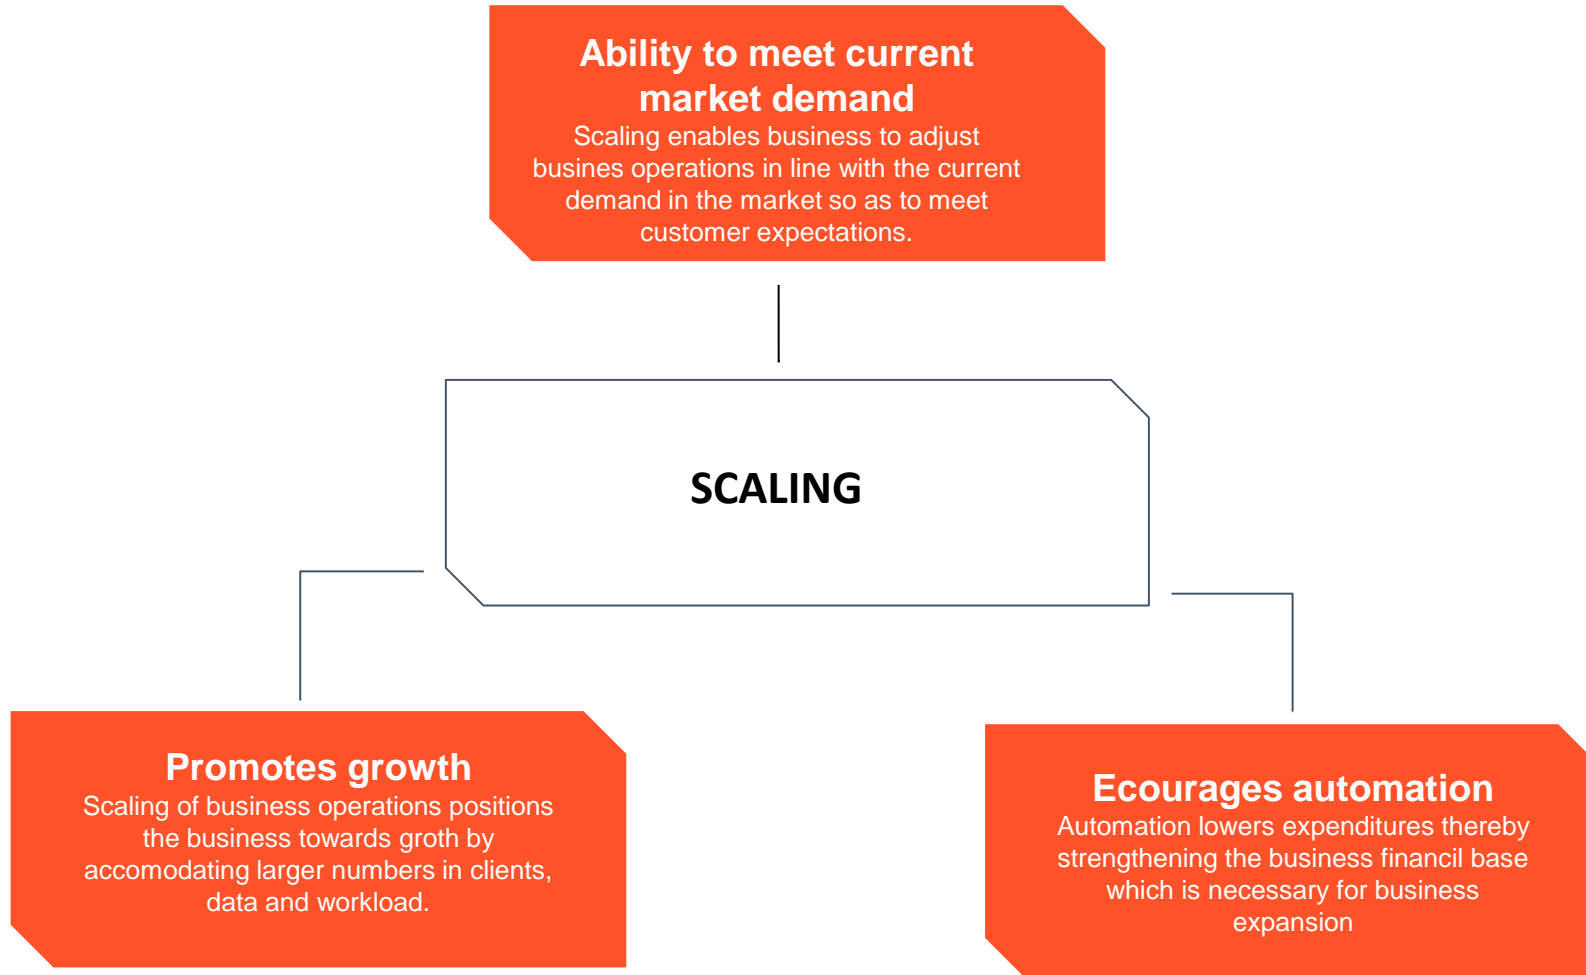 Ability to meet current
market demand
Scaling enables business to adjust
busines operations in line with the current
demand in the market so as to meet
customer expectations.
SCALING
Promotes growth
Scaling of business operations positions
the business towards groth by
accomodating larger numbers in clients,
data and workload.
Ecourages automation
Automation lowers expenditures thereby
strengthening the business financil base
which is necessary for business
expansion